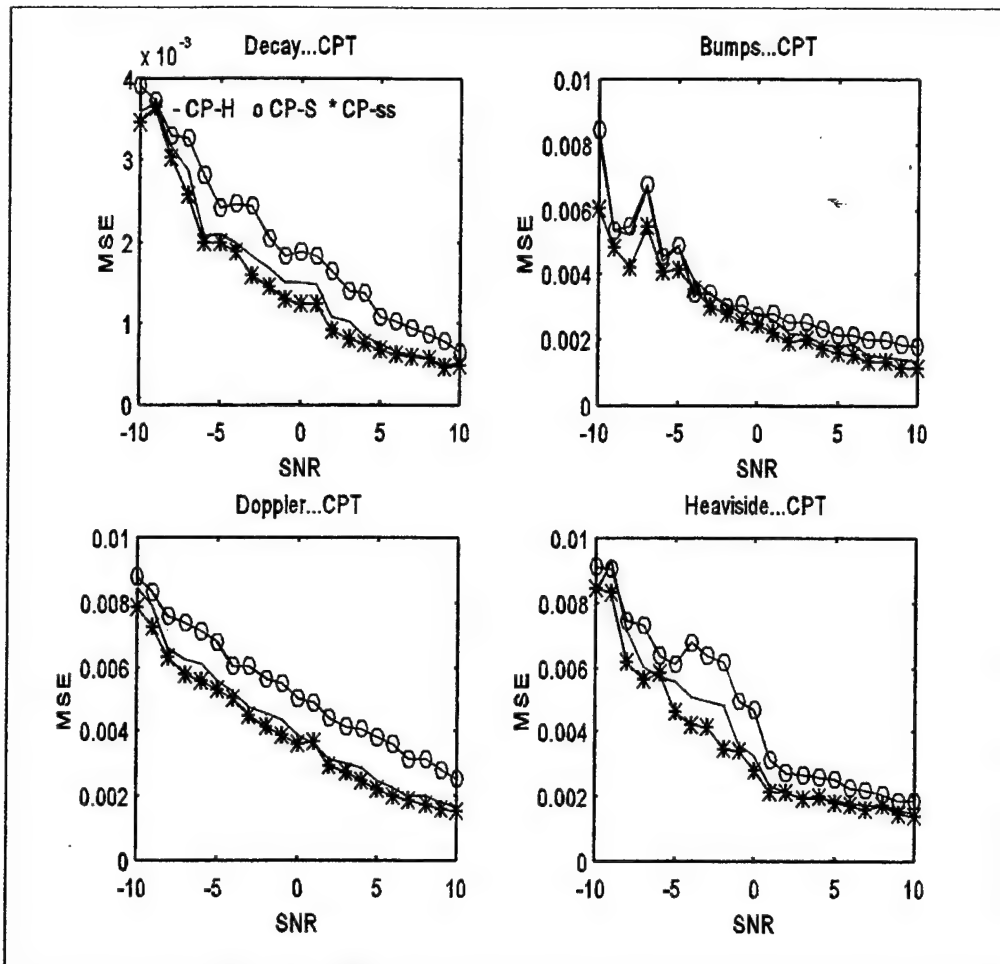 Decay...CPT
x 10⁻³
4
- CP-H o CP-S * CP-ss
3
2
1
0
MSE
-10 -5 0 5 10
SNR
Bumps...CPT
0.01
0.008
0.006
0.004
0.002
0
MSE
-10 -5 0 5 10
SNR
Doppler...CPT
0.01
0.008
0.006
0.004
0.002
0
MSE
-10 -5 0 5 10
SNR
Heaviside...CPT
0.01
0.008
0.006
0.004
0.002
0
MSE
-10 -5 0 5 10
SNR